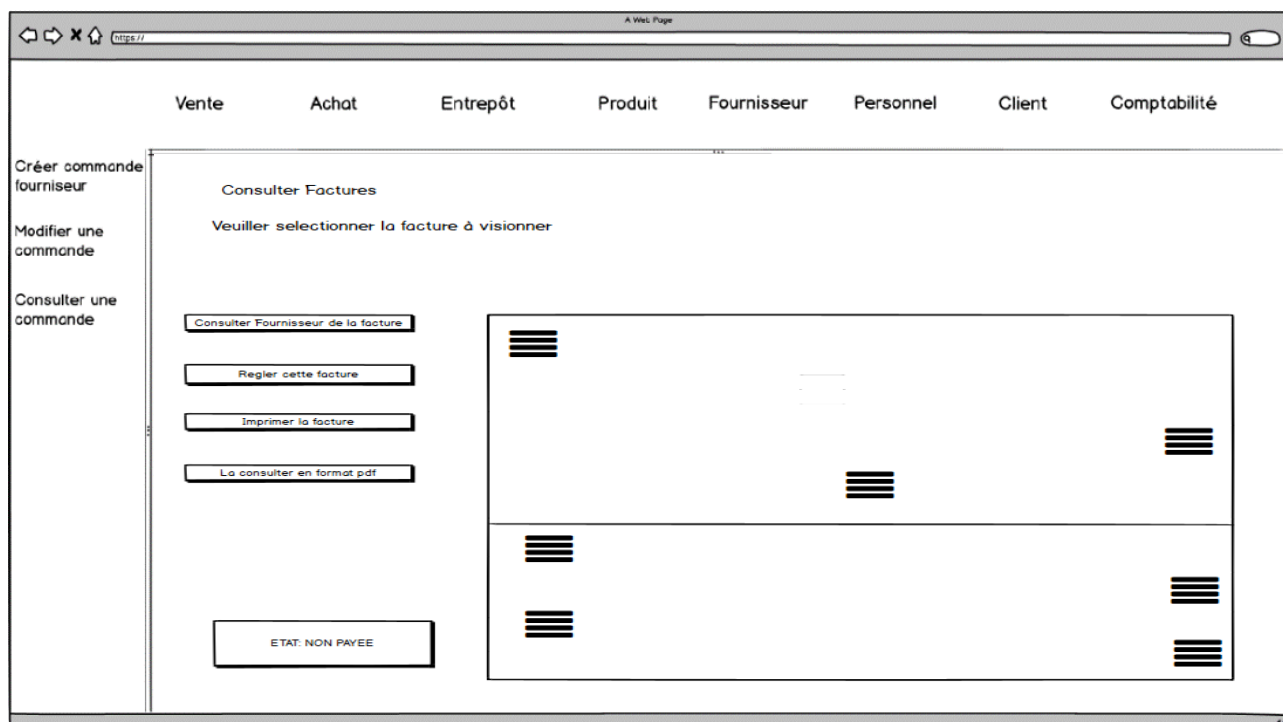 A Web Page
https://
Vente Achat Entrepôt Produit Fournisseur Personnel Client Comptabilité
Créer commande
fouriseur
Modifier une
commande
Consulter une
commande
Consulter Factures
Veuiller selectionner la facture à visionner
Consulter Fournisseur de la facture
Regler cette facture
Imprimer la facture
La consulter en format pdf
ETAT: NON PAYEE